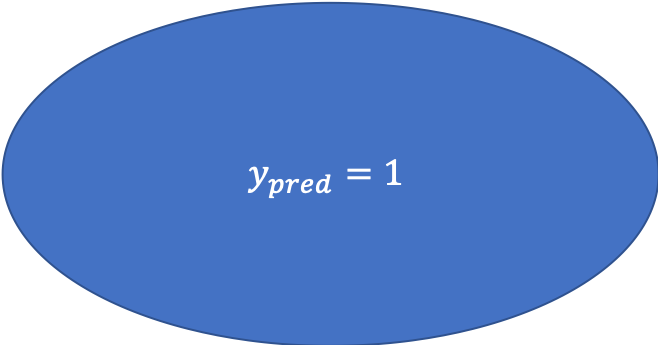 y_pred = 1